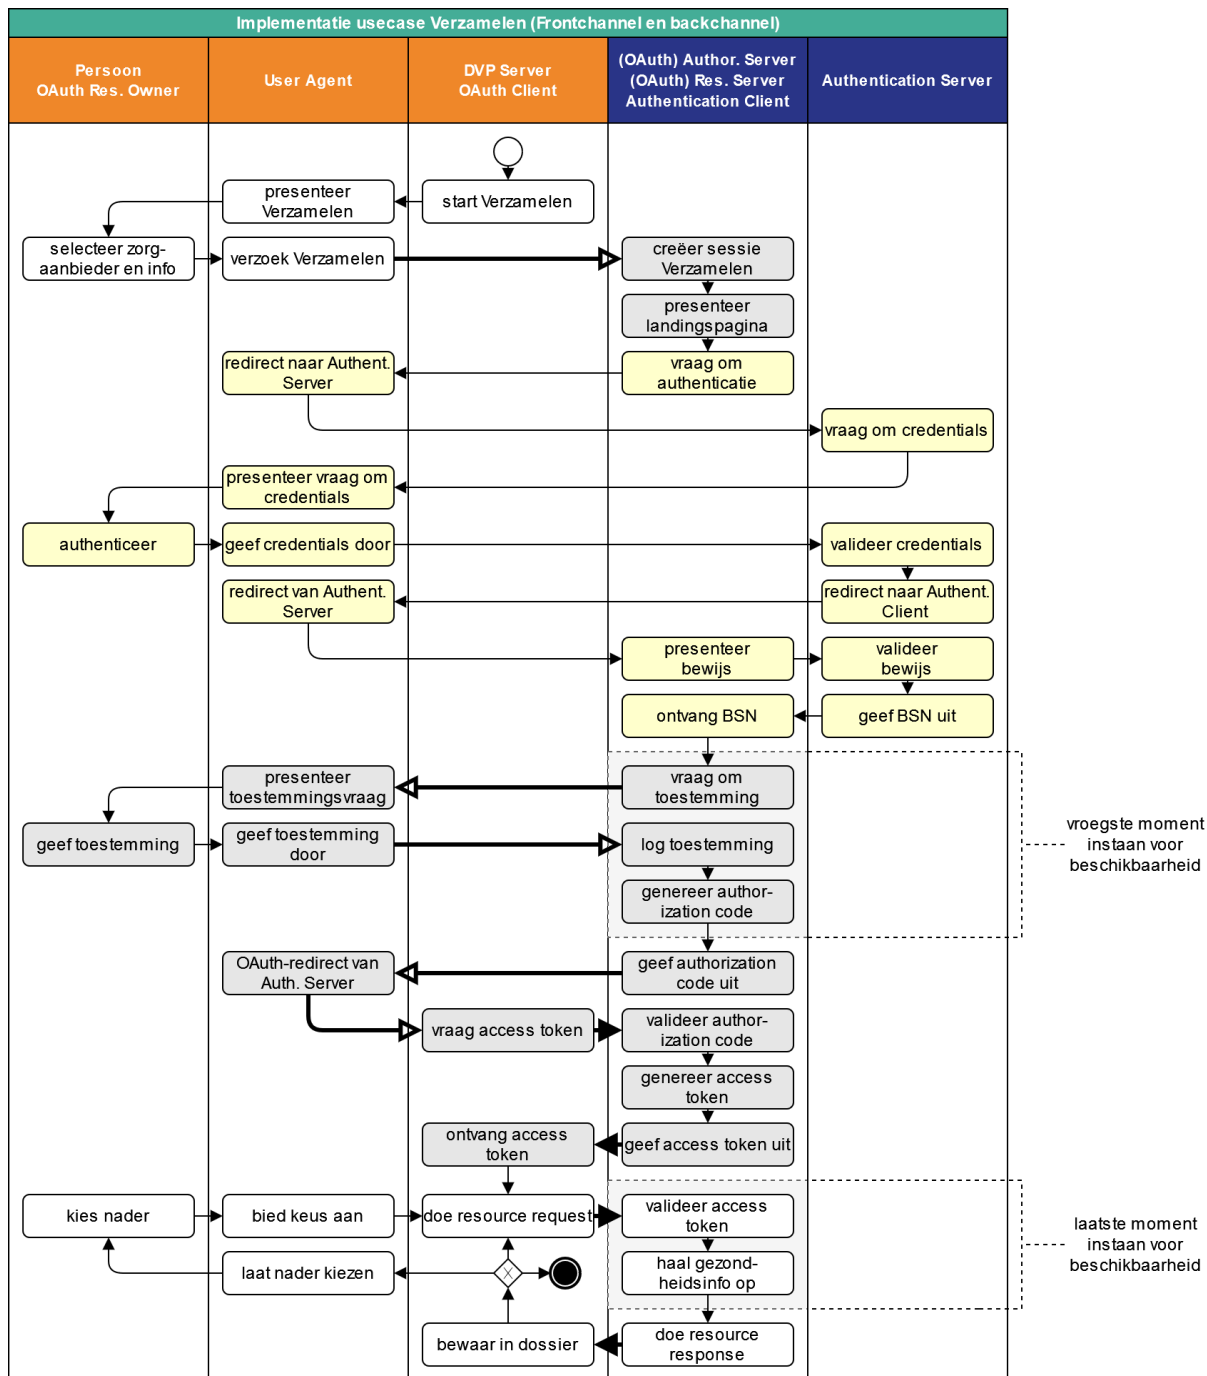 Implementatie usecase Verzamelen (Frontchannel en backchannel)
Persoon
OAuth Res. Owner
User Agent
DVP Server
OAuth Client
(OAuth) Author. Server
(OAuth) Res. Server
Authentication Client
Authentication Server
presenteer
Verzamelen
start Verzamelen
selecteer zorg-
aanbieder en info
verzoek Verzamelen
creëer sessie
Verzamelen
presenteer
landingspagina
redirect naar Authent.
Server
vraag om
authenticatie
vraag om credentials
presenteer vraag om
credentials
authenticeer
geef credentials door
valideer credentials
redirect van Authent.
Server
redirect naar Authent.
Client
presenteer
bewijs
valideer
bewijs
ontvang BSN
geef BSN uit
presenteer
toestemmingsvraag
vraag om
toestemming
geef toestemming
geef toestemming
door
log toestemming
vroegste moment
instaan voor
beschikbaarheid
genereer author-
ization code
OAuth-redirect van
Auth. Server
geef authorization
code uit
vraag access token
valideer author-
ization code
genereer access
token
ontvang access
token
geef access token uit
kies nader
bied keus aan
doe resource request
valideer access
token
laatste moment
instaan voor
beschikbaarheid
laat nader kiezen
X
haal gezond-
heidsinfo op
bewaar in dossier
doe resource
response